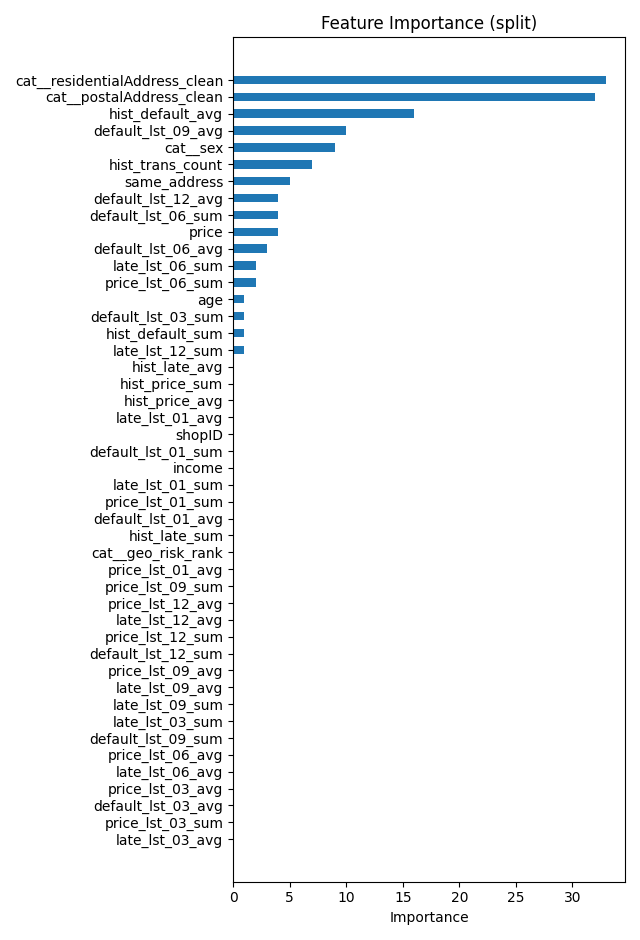 Feature Importance (split)
cat__residentialAddress_clean
cat__postalAddress_clean
hist_default_avg
default_lst_09_avg
cat__sex
hist_trans_count
same_address
default_lst_12_avg
default_lst_06_sum
price
default_lst_06_avg
late_lst_06_sum
price_lst_06_sum
age
default_lst_03_sum
hist_default_sum
late_lst_12_sum
hist_late_avg
hist_price_sum
hist_price_avg
late_lst_01_avg
shopID
default_lst_01_sum
income
late_lst_01_sum
price_lst_01_sum
default_lst_01_avg
hist_late_sum
cat__geo_risk_rank
price_lst_01_avg
price_lst_09_sum
price_lst_12_avg
late_lst_12_avg
price_lst_12_sum
default_lst_12_sum
price_lst_09_avg
late_lst_09_avg
late_lst_09_sum
late_lst_03_sum
default_lst_09_sum
price_lst_06_avg
late_lst_06_avg
price_lst_03_avg
default_lst_03_avg
price_lst_03_sum
late_lst_03_avg
0 5 10 15 20 25 30
Importance